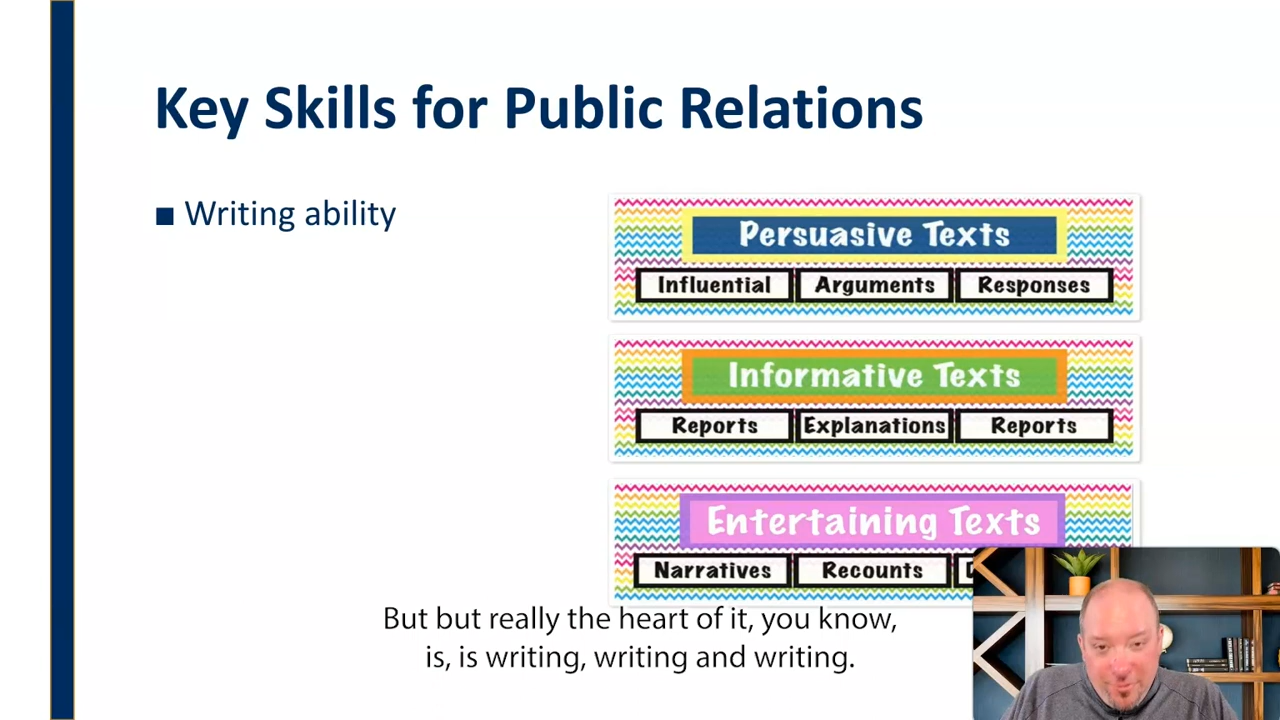 Key Skills for Public Relations
■ Writing ability
Persuasive Texts
Influential Arguments Responses
Informative Texts
Reports Explanations Reports
Entertaining Texts
Narratives Recounts
But but really the heart of it, you know,
is, is writing, writing and writing.